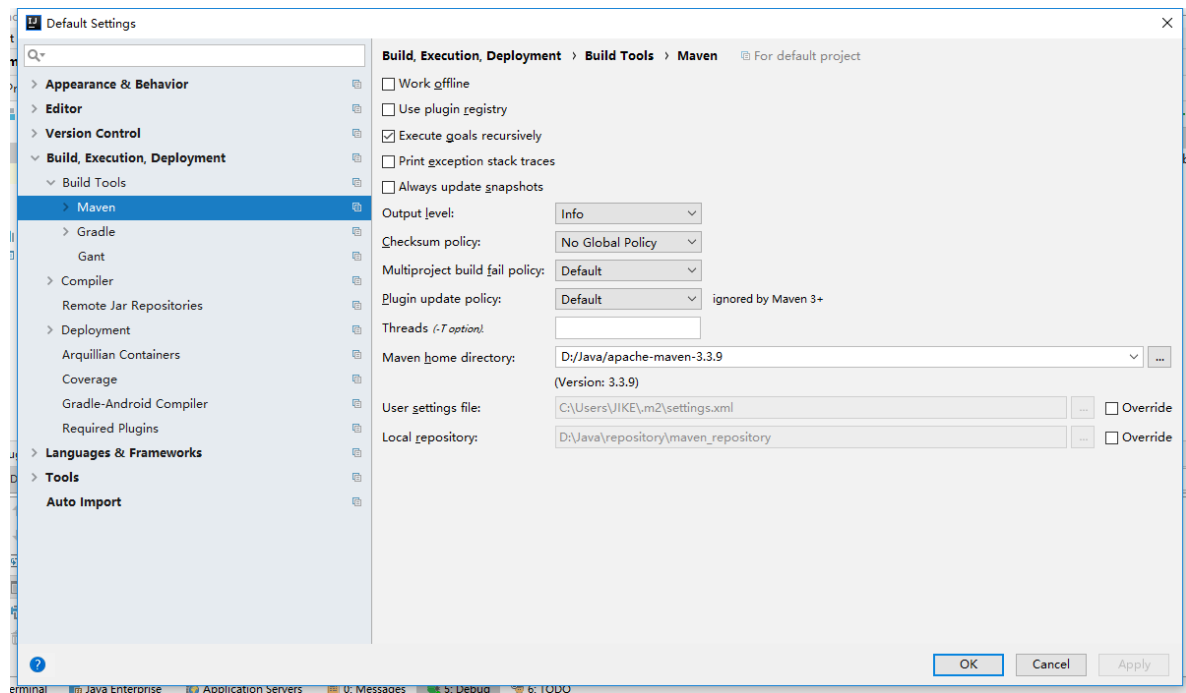 Default Settings
Appearance & Behavior
Editor
Version Control
Build, Execution, Deployment
Build Tools
Maven
Gradle
Gant
Compiler
Remote Jar Repositories
Deployment
Arquillian Containers
Coverage
Gradle-Android Compiler
Required Plugins
Languages & Frameworks
Tools
Auto Import
Build, Execution, Deployment › Build Tools › Maven For default project
Work offline
Use plugin registry
Execute goals recursively
Print exception stack traces
Always update snapshots
Output level: Info
Checksum policy: No Global Policy
Multiproject build fail policy: Default
Plugin update policy: Default ignored by Maven 3+
Threads (-T option).
Maven home directory: D:/Java/apache-maven-3.3.9 ...
(Version: 3.3.9)
User settings file: C:\Users\JIKE\.m2\settings.xml ... Override
Local repository: D:\Java\repository\maven_repository ... Override
? OK Cancel Apply
erminal Java Enterprise Application Servers 0: Messages 5: Debug 6: TODO